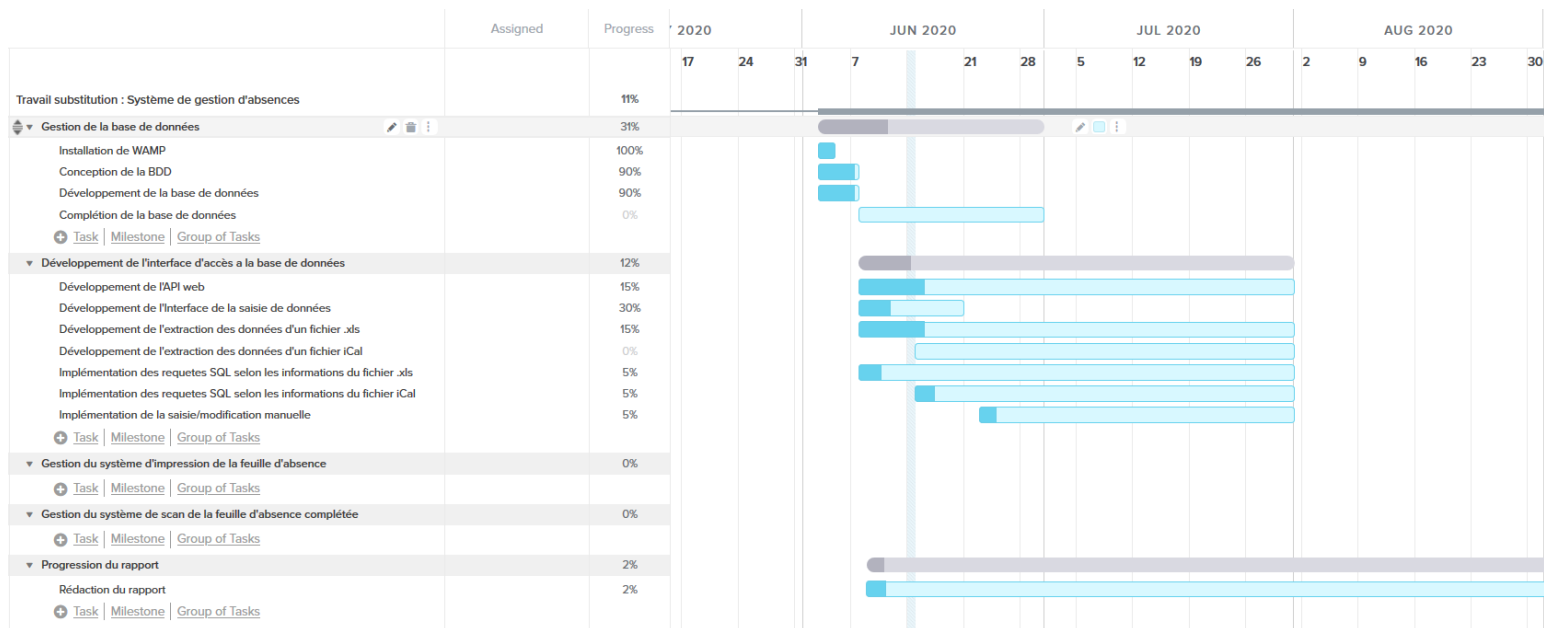 Assigned Progress Y 2020 JUN 2020 JUL 2020 AUG 2020
17 24 31 7 21 28 5 12 19 26 2 9 16 23 30
Travail substitution : Système de gestion d'absences 11%
Gestion de la base de données 31%
Installation de WAMP 100%
Conception de la BDD 90%
Développement de la base de données 90%
Complétion de la base de données 0%
Task Milestone Group of Tasks
Développement de l'interface d'accès a la base de données 12%
Développement de l'API web 15%
Développement de l'Interface de la saisie de données 30%
Développement de l'extraction des données d'un fichier .xls 15%
Développement de l'extraction des données d'un fichier iCal 0%
Implémentation des requetes SQL selon les informations du fichier .xls 5%
Implémentation des requetes SQL selon les informations du fichier iCal 5%
Implémentation de la saisie/modification manuelle 5%
Task Milestone Group of Tasks
Gestion du système d'impression de la feuille d'absence 0%
Task Milestone Group of Tasks
Gestion du système de scan de la feuille d'absence complétée 0%
Task Milestone Group of Tasks
Progression du rapport 2%
Rédaction du rapport 2%
Task Milestone Group of Tasks